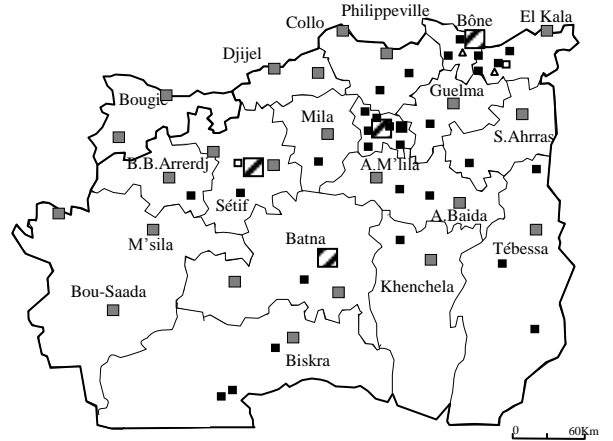 Philippeville
Collo
Bône
El Kala
Djijel
Bougie
Guelma
Mila
S.Ahrras
B.B.Arrerdj
A.M'lila
Sétif
A.Baida
M'sila
Batna
Tébessa
Bou-Saada
Khenchela
Biskra
0 60Km